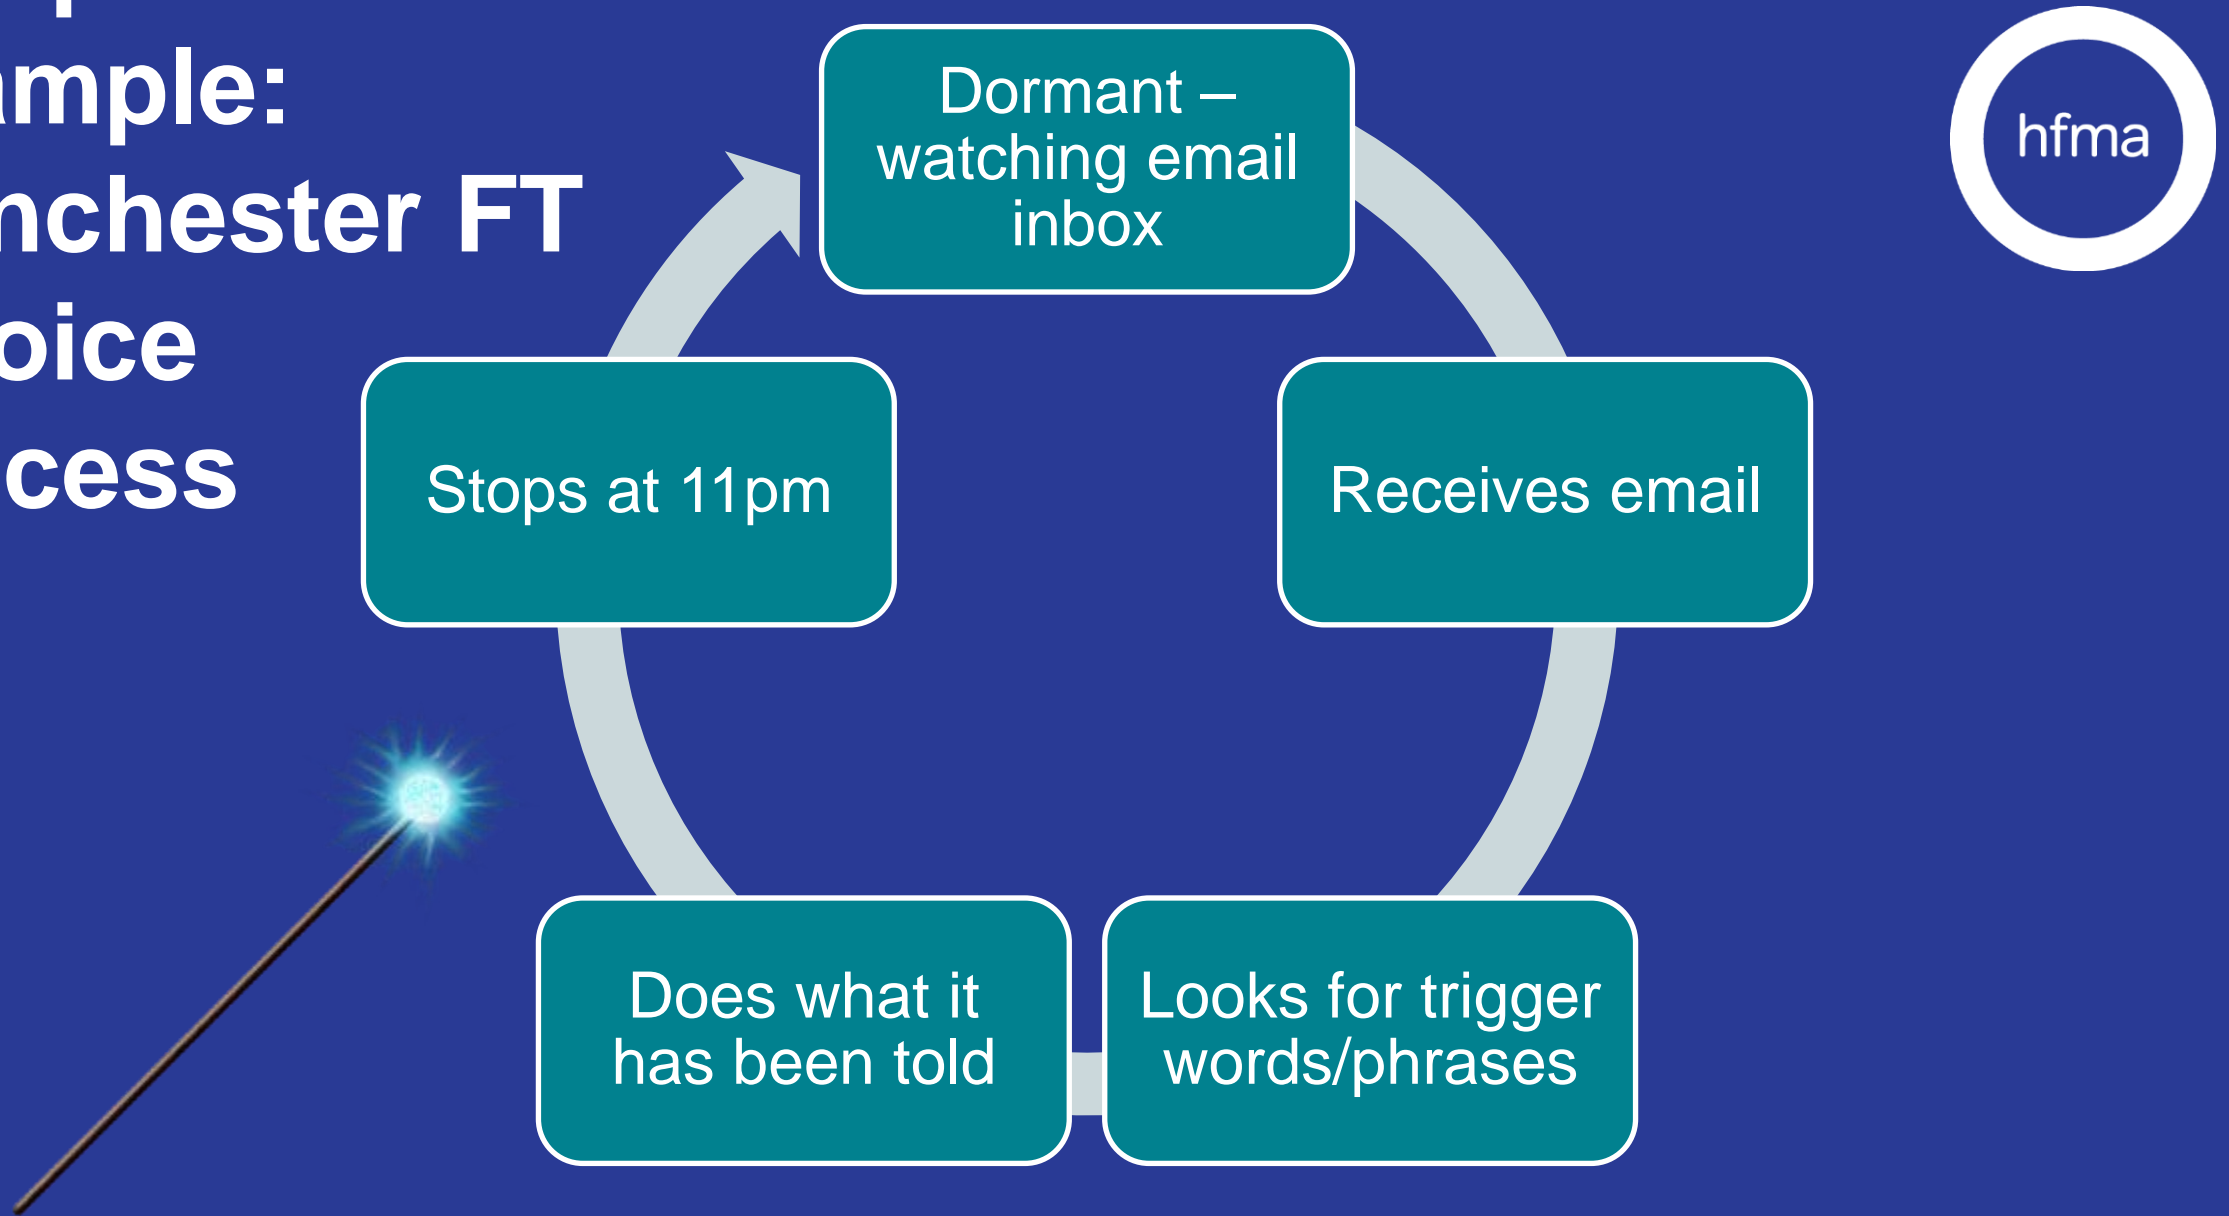 ample:
nchester FT
oice
cess
hfma
Dormant –
watching email
inbox
Receives email
Looks for trigger
words/phrases
Does what it
has been told
Stops at 11pm